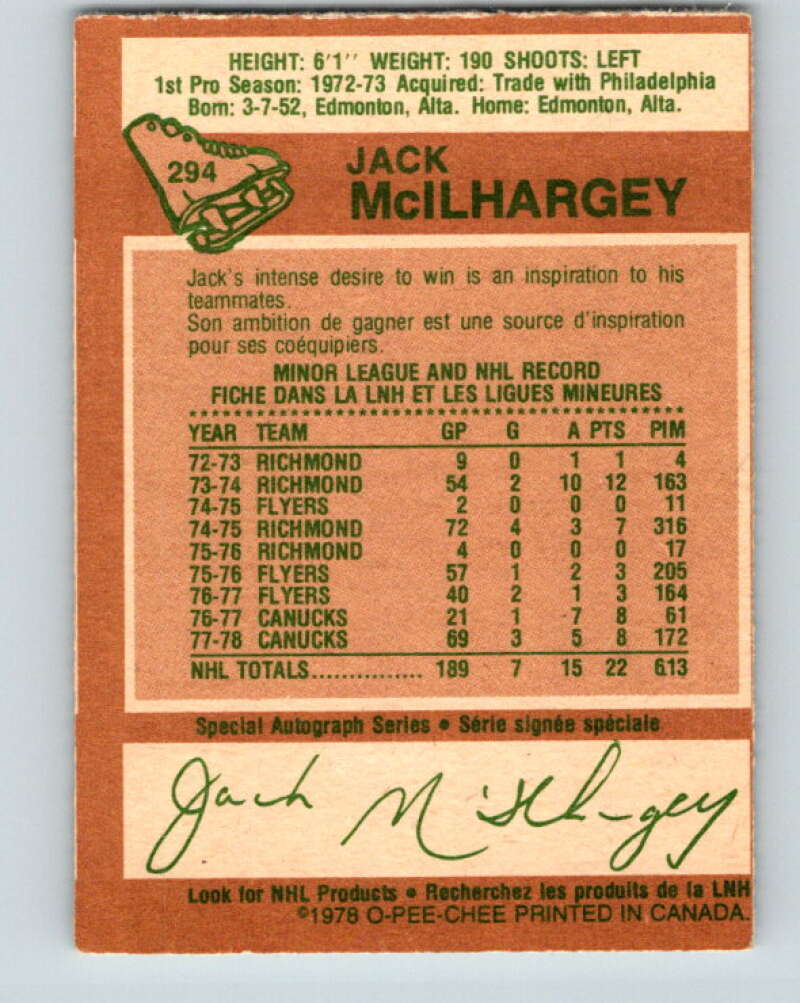 HEIGHT: 6'1'' WEIGHT: 190 SHOOTS: LEFT
1st Pro Season: 1972-73 Acquired: Trade with Philadelphia
Born: 3-7-52, Edmonton, Alta. Home: Edmonton, Alta.
294
JACK
McILHARGEY
Jack's intense desire to win is an inspiration to his
teammates.
Son ambition de gagner est une source d'inspiration
pour ses coéquipiers.
MINOR LEAGUE AND NHL RECORD
FICHE DANS LA LNH ET LES LIGUES MINEURES
YEAR TEAM GP G A PTS PIM
72-73 RICHMOND 9 0 1 1 4
73-74 RICHMOND 54 2 10 12 163
74-75 FLYERS 2 0 0 0 11
74-75 RICHMOND 72 4 3 7 316
75-76 RICHMOND 4 0 0 0 17
75-76 FLYERS 57 1 2 3 205
76-77 FLYERS 40 2 1 3 164
76-77 CANUCKS 21 1 7 8 61
77-78 CANUCKS 69 3 5 8 172
NHL TOTALS............... 189 7 15 22 613
Special Autograph Series • Série signée spéciale
Jack McIlhargey
Look for NHL Products • Recherchez les produits de la LNH
©1978 O-PEE-CHEE PRINTED IN CANADA.